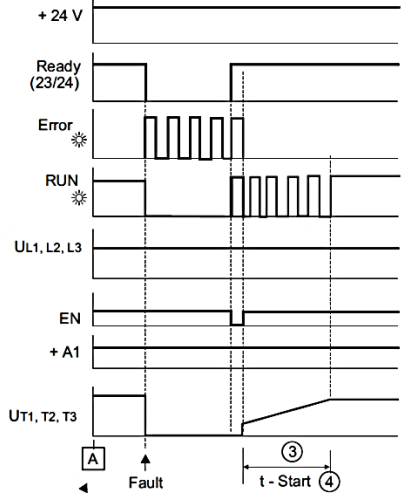 + 24 V
Ready
(23/24)
Error
RUN
UL1, L2, L3
EN
+ A1
UT1, T2, T3
A
Fault
3
t - Start 4